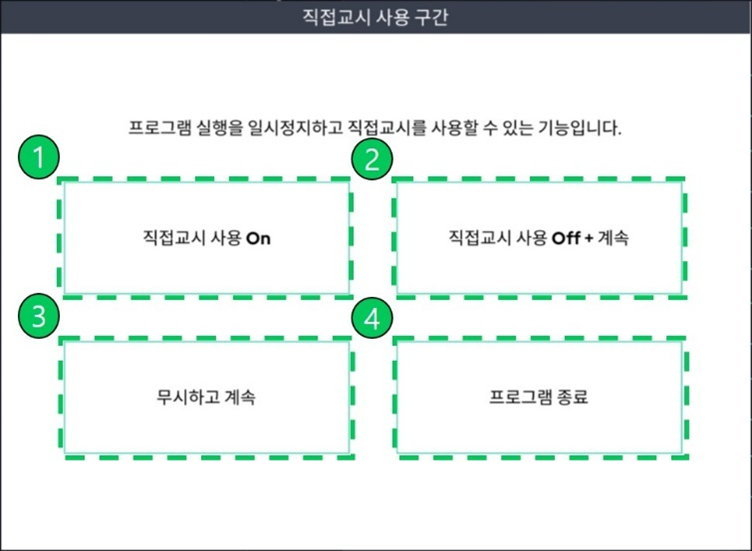 직접교시 사용 구간
프로그램 실행을 일시정지하고 직접교시를 사용할 수 있는 기능입니다.
1
2
직접교시 사용 On
직접교시 사용 Off + 계속
3
4
무시하고 계속
프로그램 종료